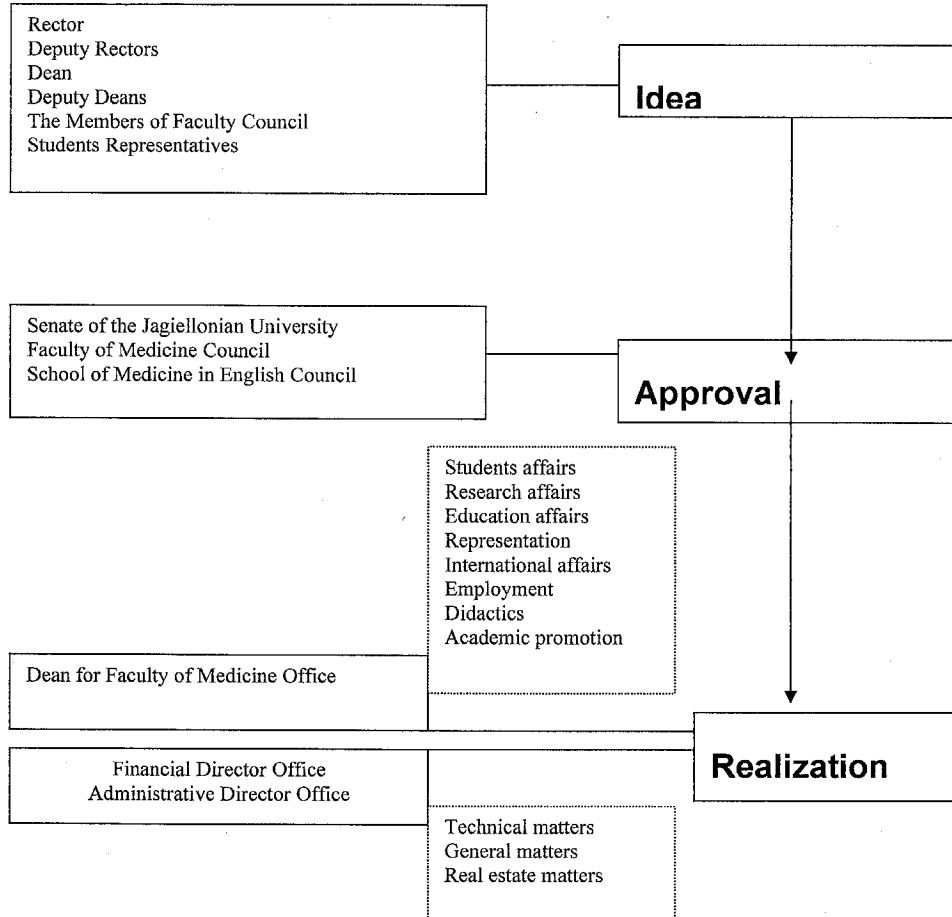 Rector
Deputy Rectors
Dean
Deputy Deans
The Members of Faculty Council
Students Representatives
Idea
Senate of the Jagiellonian University
Faculty of Medicine Council
School of Medicine in English Council
Approval
Students affairs
Research affairs
Education affairs
Representation
International affairs
Employment
Didactics
Academic promotion
Dean for Faculty of Medicine Office
Realization
Financial Director Office
Administrative Director Office
Technical matters
General matters
Real estate matters